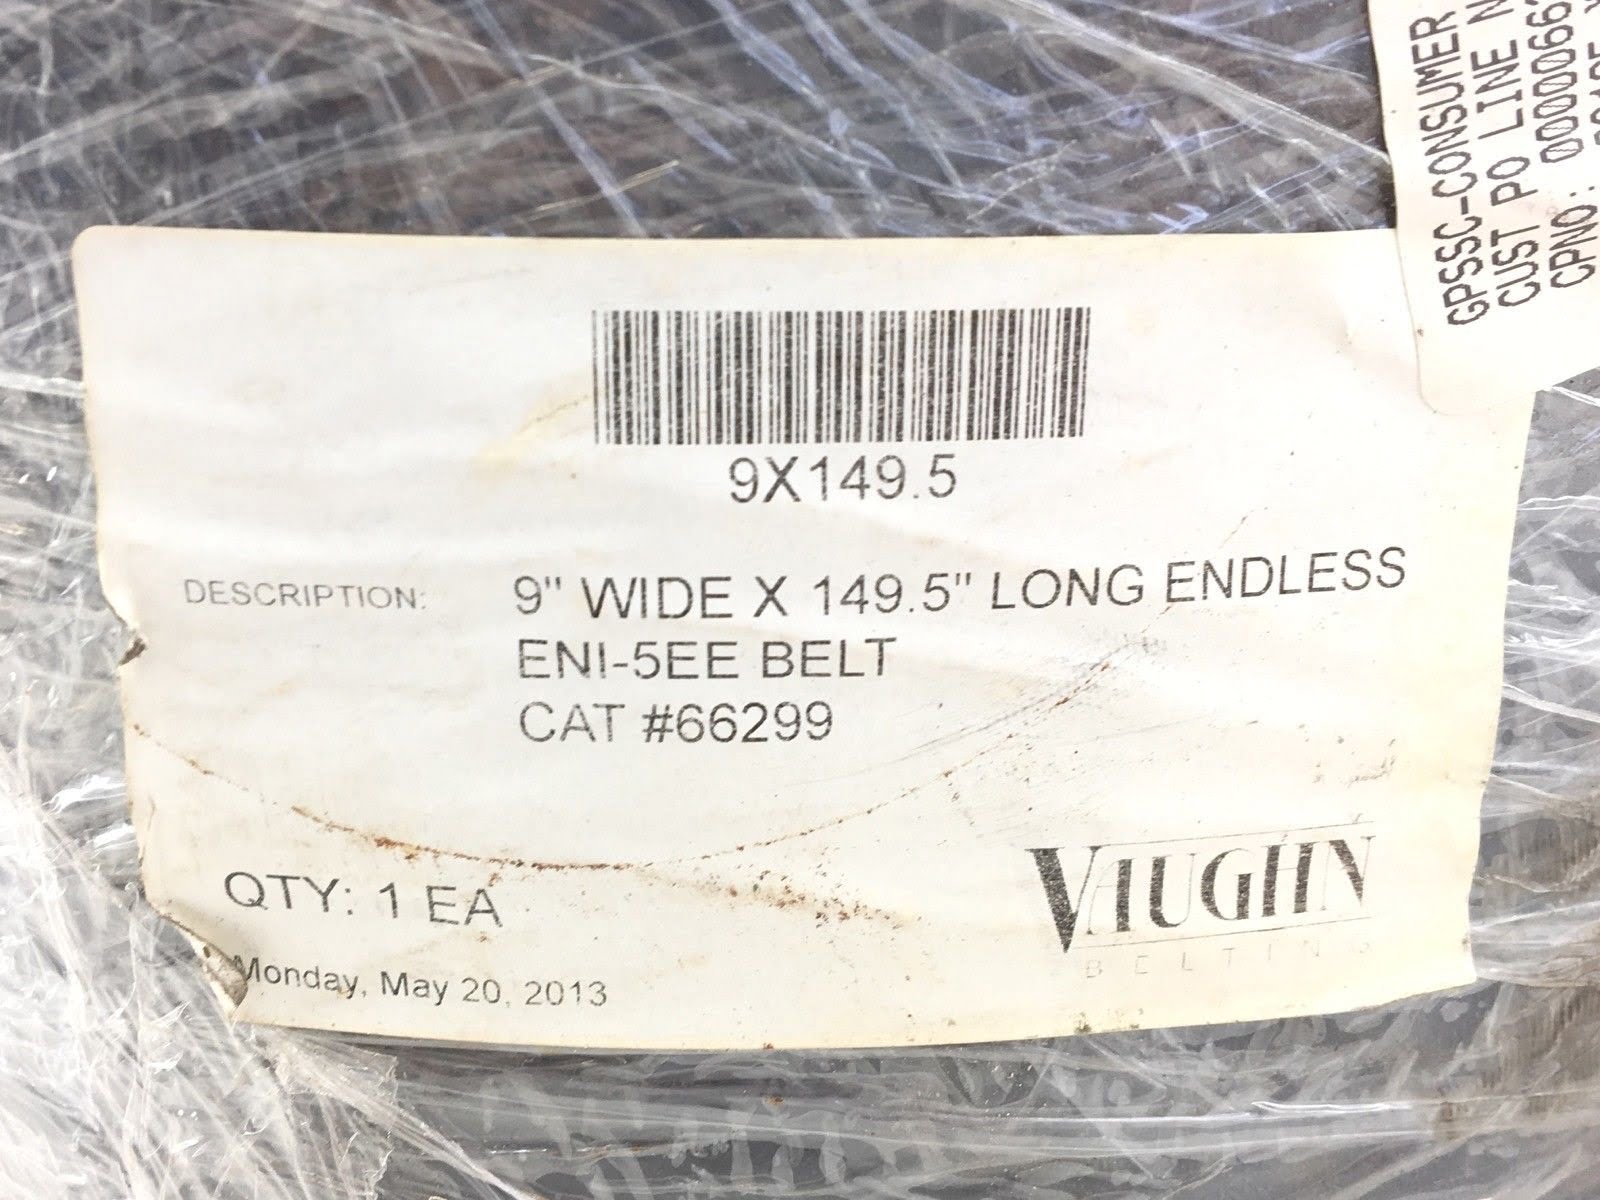 9X149.5
DESCRIPTION: 9" WIDE X 149.5" LONG ENDLESS
ENI-5EE BELT
CAT #66299
QTY: 1 EA
Monday, May 20, 2013
VAUGHN
BELTING
GPSSC-CONSUMER
CUST PO LINE
CPNO: